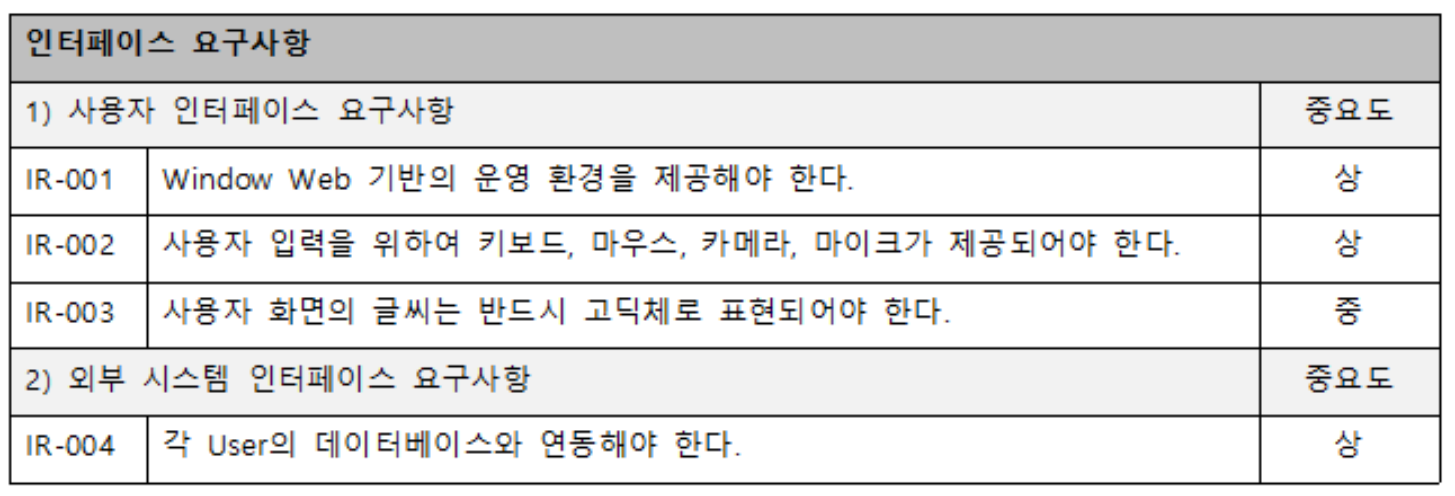 인터페이스 요구사항
1) 사용자 인터페이스 요구사항 중요도
IR-001 Window Web 기반의 운영 환경을 제공해야 한다. 상
IR-002 사용자 입력을 위하여 키보드, 마우스, 카메라, 마이크가 제공되어야 한다. 상
IR-003 사용자 화면의 글씨는 반드시 고딕체로 표현되어야 한다. 중
2) 외부 시스템 인터페이스 요구사항 중요도
IR-004 각 User의 데이터베이스와 연동해야 한다. 상